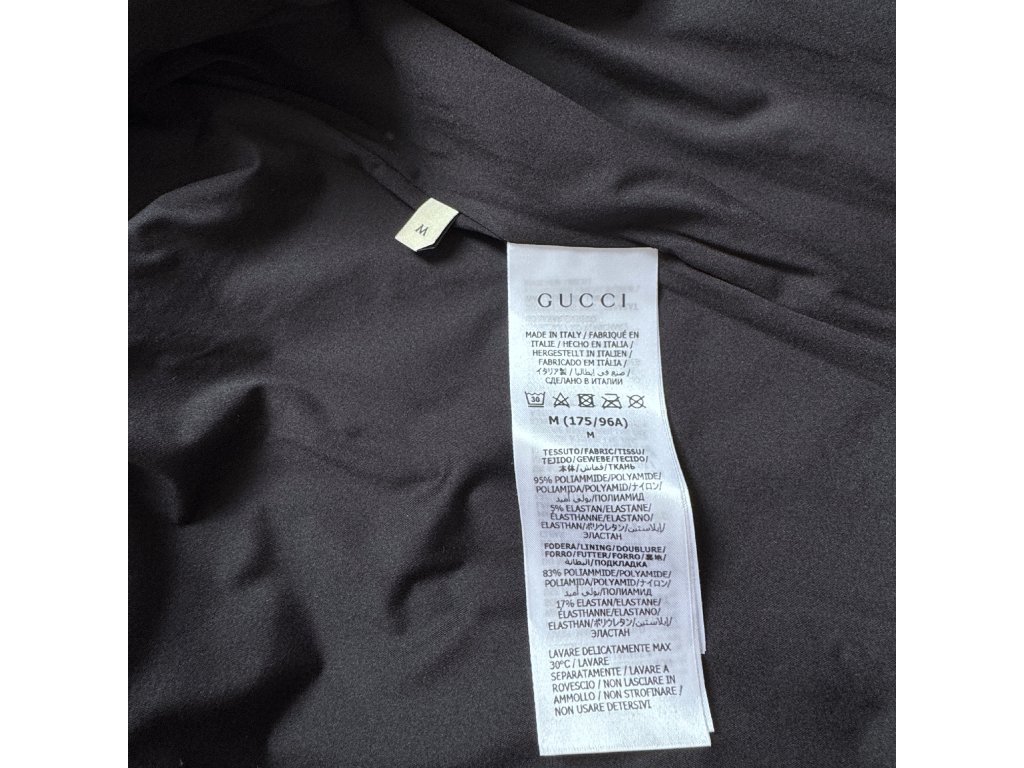 M
GUCCI
MADE IN ITALY / FABRIQUÉ EN
ITALIE / HECHO EN ITALIA /
HERGESTELLT IN ITALIEN /
FABRICADO EM ITÁLIA /
イタリア製 / صنع في إيطاليا /
СДЕЛАНО В ИТАЛИИ
30
M (175/96A)
M
TESSUTO/FABRIC/TISSU/
TEJIDO/GEWEBE/TECIDO/
本体/قماش/ТКАНЬ
95% POLIAMMIDE/POLYAMIDE/
POLIAMIDA/POLYAMID/ナイロン/
بولي أميد/ПОЛИАМИД
5% ELASTAN/ELASTANE/
ÉLASTHANNE/ELASTANO/
ELASTHAN/ポリウレタン/إيلاستين/
ЭЛАСТАН
FODERA/LINING/DOUBLURE/
FORRO/FUTTER/FORRO/裏地/
البطانة/ПОДКЛАДКА
83% POLIAMMIDE/POLYAMIDE/
POLIAMIDA/POLYAMID/ナイロン/
بولي أميد/ПОЛИАМИД
17% ELASTAN/ELASTANE/
ÉLASTHANNE/ELASTANO/
ELASTHAN/ポリウレタン/إيلاستين/
ЭЛАСТАН
LAVARE DELICATAMENTE MAX
30°C / LAVARE
SEPARATAMENTE / LAVARE A
ROVESCIO / NON LASCIARE IN
AMMOLLO / NON STROFINARE /
NON USARE DETERSIVI